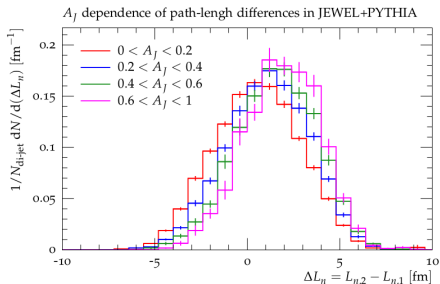 A_J dependence of path-lengh differences in JEWEL+PYTHIA
1/N_di-jet dN/d(ΔL_n) [fm⁻¹]
0.2
0.15
0.1
0.05
0
0 < A_J < 0.2
0.2 < A_J < 0.4
0.4 < A_J < 0.6
0.6 < A_J < 1
-10 -5 0 5 10
ΔL_n = L_n,2 − L_n,1 [fm]